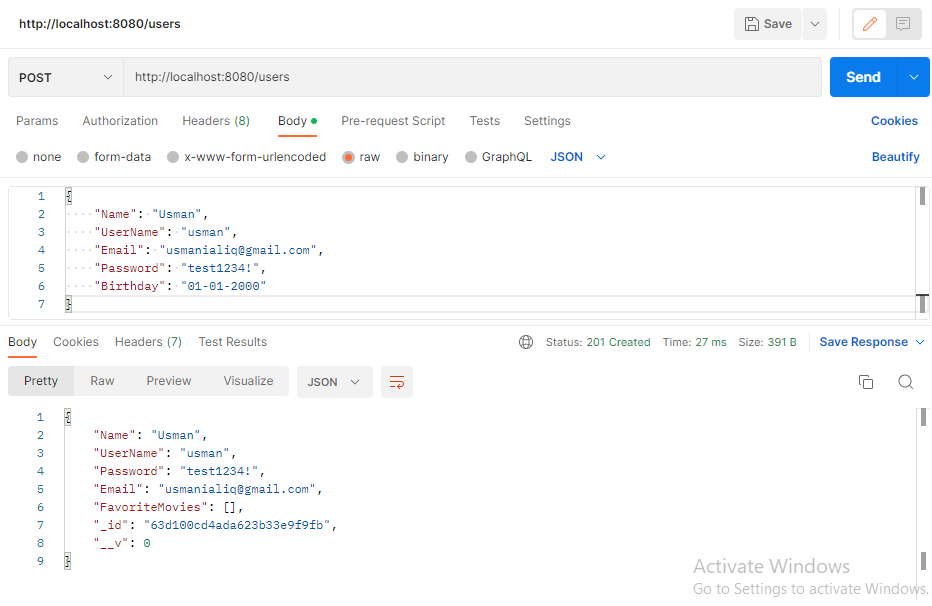 http://localhost:8080/users
Save
POST
http://localhost:8080/users
Send
Params Authorization Headers (8) Body Pre-request Script Tests Settings Cookies
none form-data x-www-form-urlencoded raw binary GraphQL JSON Beautify
1 {
2 "Name": "Usman",
3 "UserName": "usman",
4 "Email": "usmanialiq@gmail.com",
5 "Password": "test1234!",
6 "Birthday": "01-01-2000"
7 }
Body Cookies Headers (7) Test Results Status: 201 Created Time: 27 ms Size: 391 B Save Response
Pretty Raw Preview Visualize JSON
1 {
2 "Name": "Usman",
3 "UserName": "usman",
4 "Password": "test1234!",
5 "Email": "usmanialiq@gmail.com",
6 "FavoriteMovies": [],
7 "_id": "63d100cd4ada623b33e9f9fb",
8 "__v": 0
9 }
Activate Windows
Go to Settings to activate Windows.